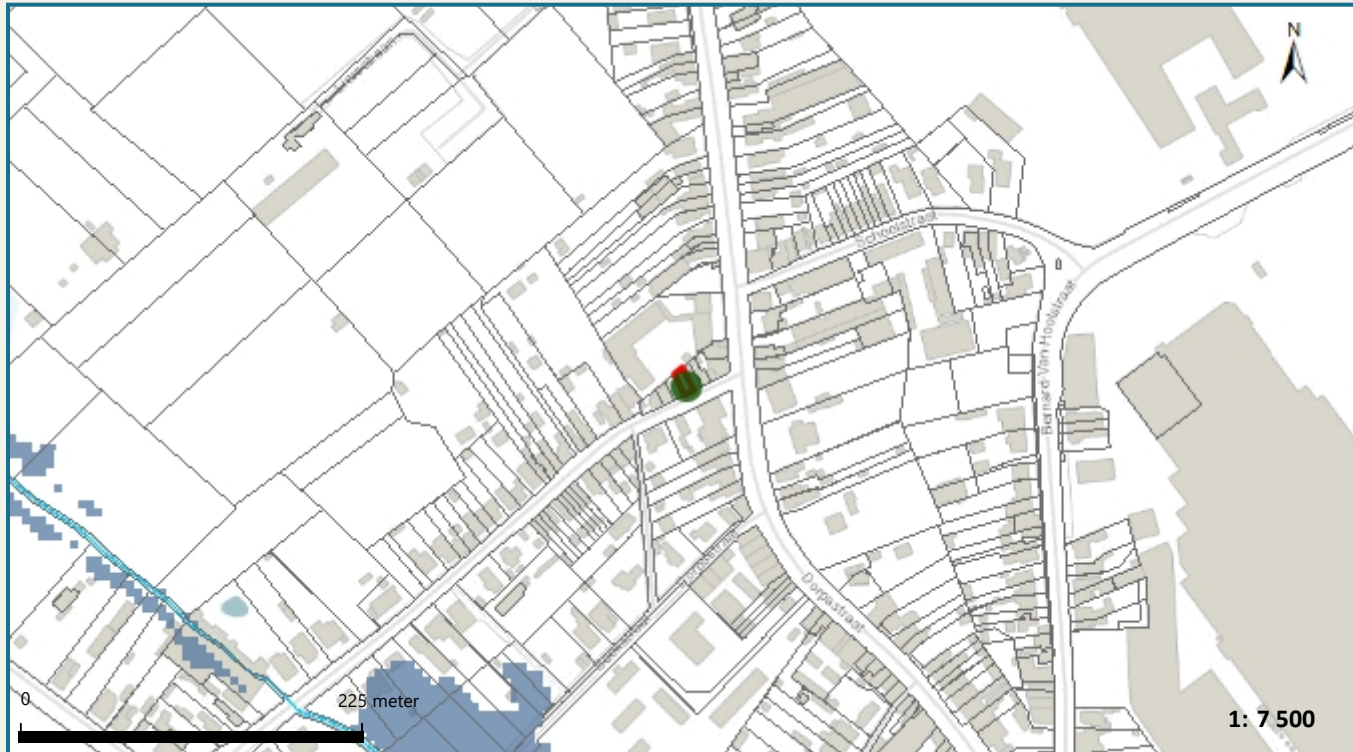 N
Schoolstraat
Bernard Van Hoolstraat
Dorpsstraat
0
225 meter
1: 7 500